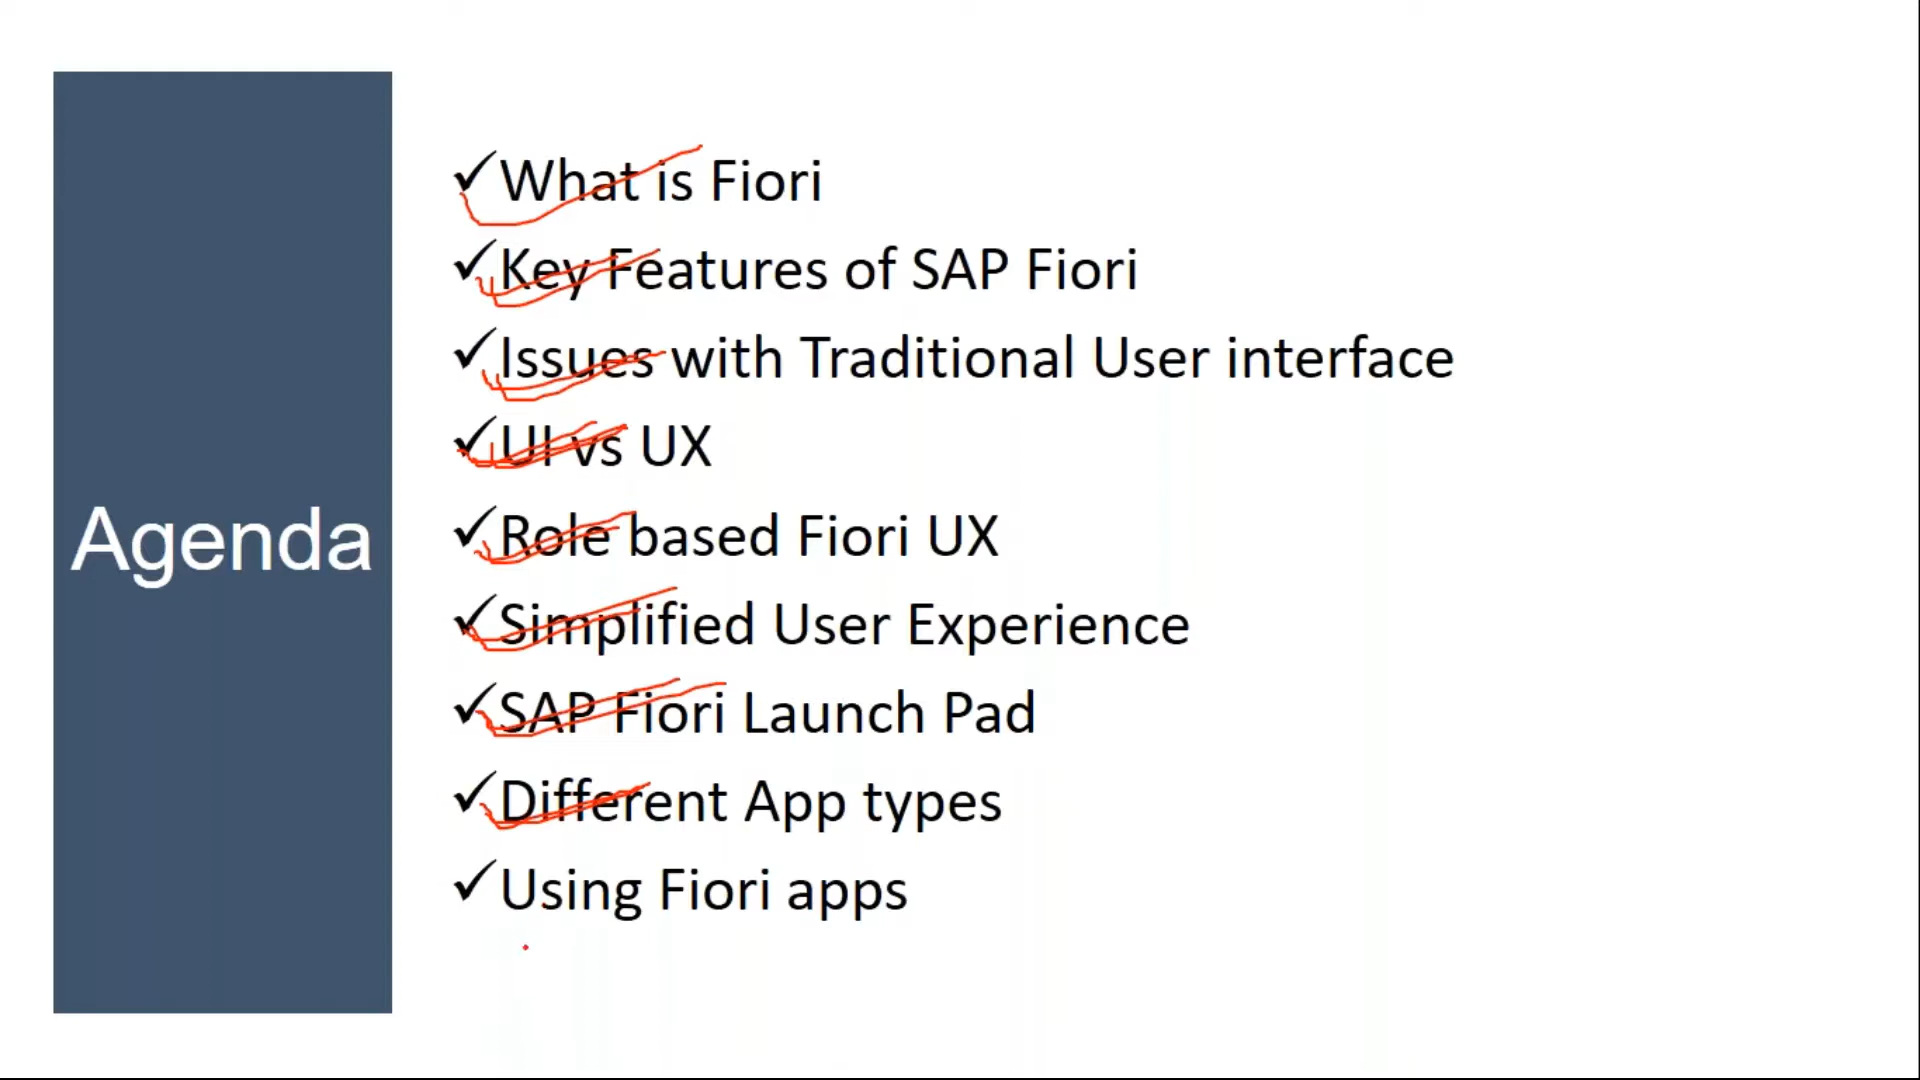 Agenda
✓What is Fiori
✓Key Features of SAP Fiori
✓Issues with Traditional User interface
✓UI vs UX
✓Role based Fiori UX
✓Simplified User Experience
✓SAP Fiori Launch Pad
✓Different App types
✓Using Fiori apps